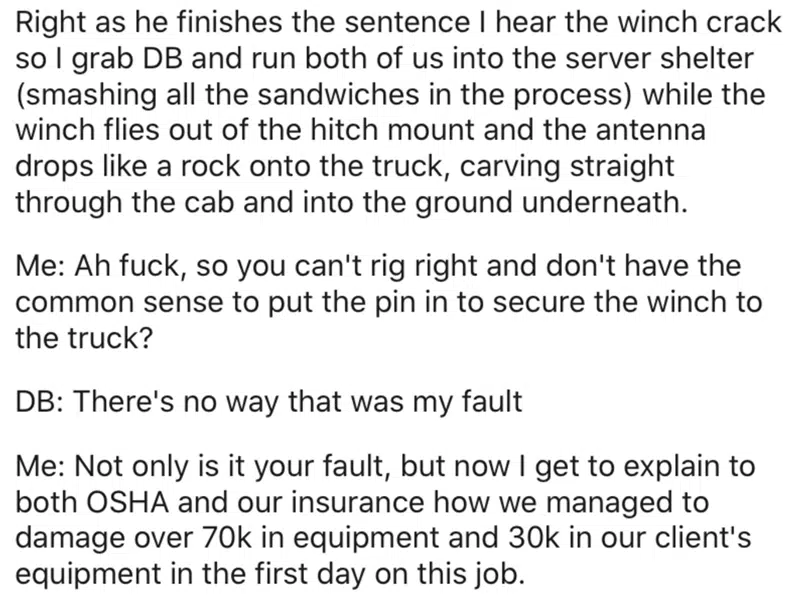 Right as he finishes the sentence I hear the winch crack
so I grab DB and run both of us into the server shelter
(smashing all the sandwiches in the process) while the
winch flies out of the hitch mount and the antenna
drops like a rock onto the truck, carving straight
through the cab and into the ground underneath.
Me: Ah fuck, so you can't rig right and don't have the
common sense to put the pin in to secure the winch to
the truck?
DB: There's no way that was my fault
Me: Not only is it your fault, but now I get to explain to
both OSHA and our insurance how we managed to
damage over 70k in equipment and 30k in our client's
equipment in the first day on this job.